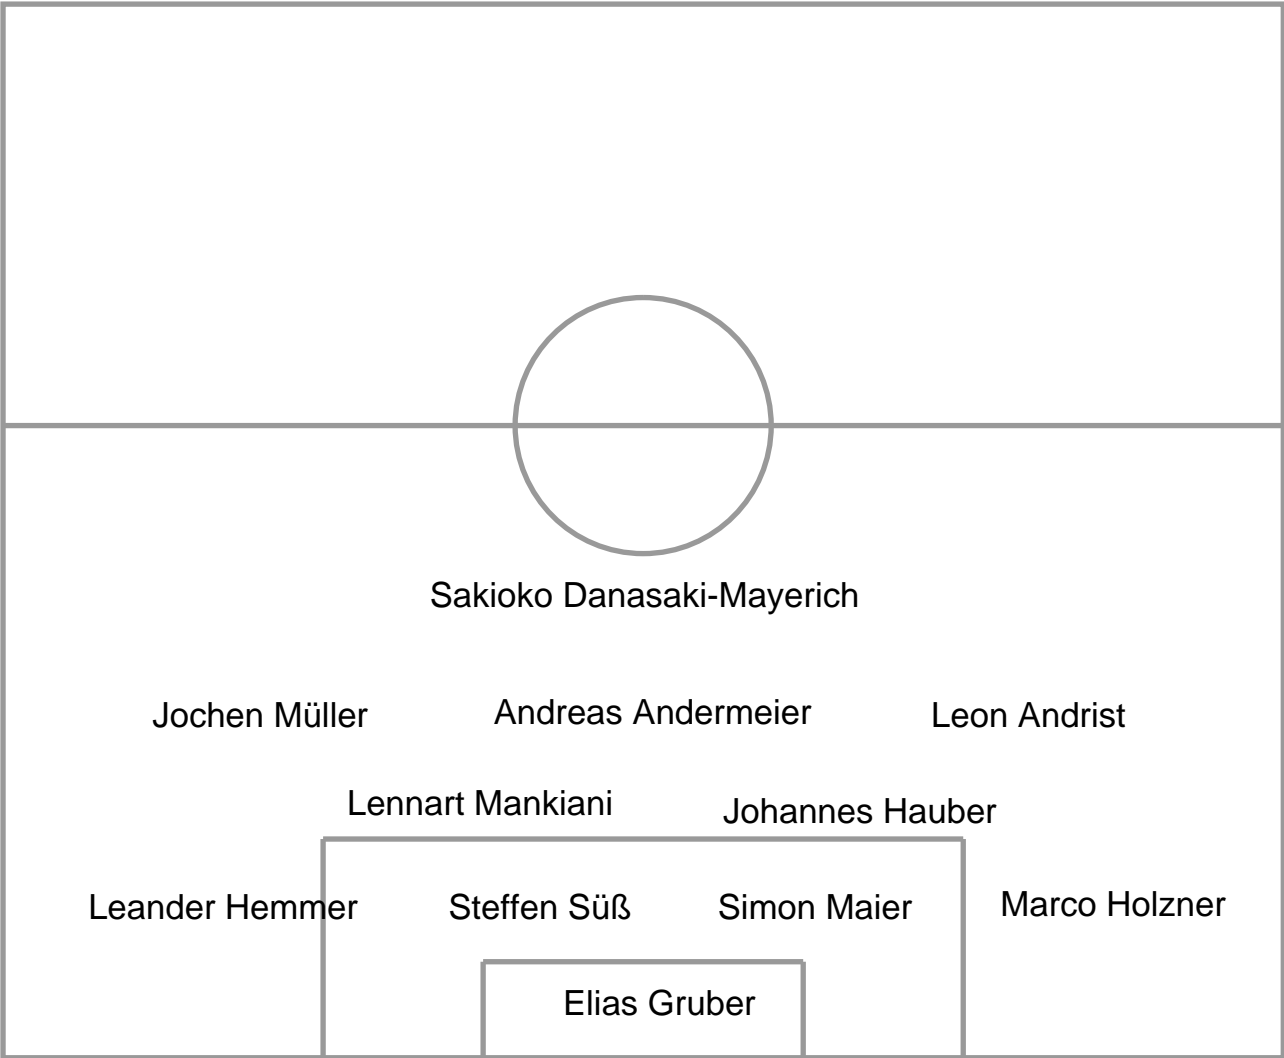 Sakioko Danasaki-Mayerich
Jochen Müller Andreas Andermeier Leon Andrist
Lennart Mankiani Johannes Hauber
Leander Hemmer Steffen Süß Simon Maier Marco Holzner
Elias Gruber